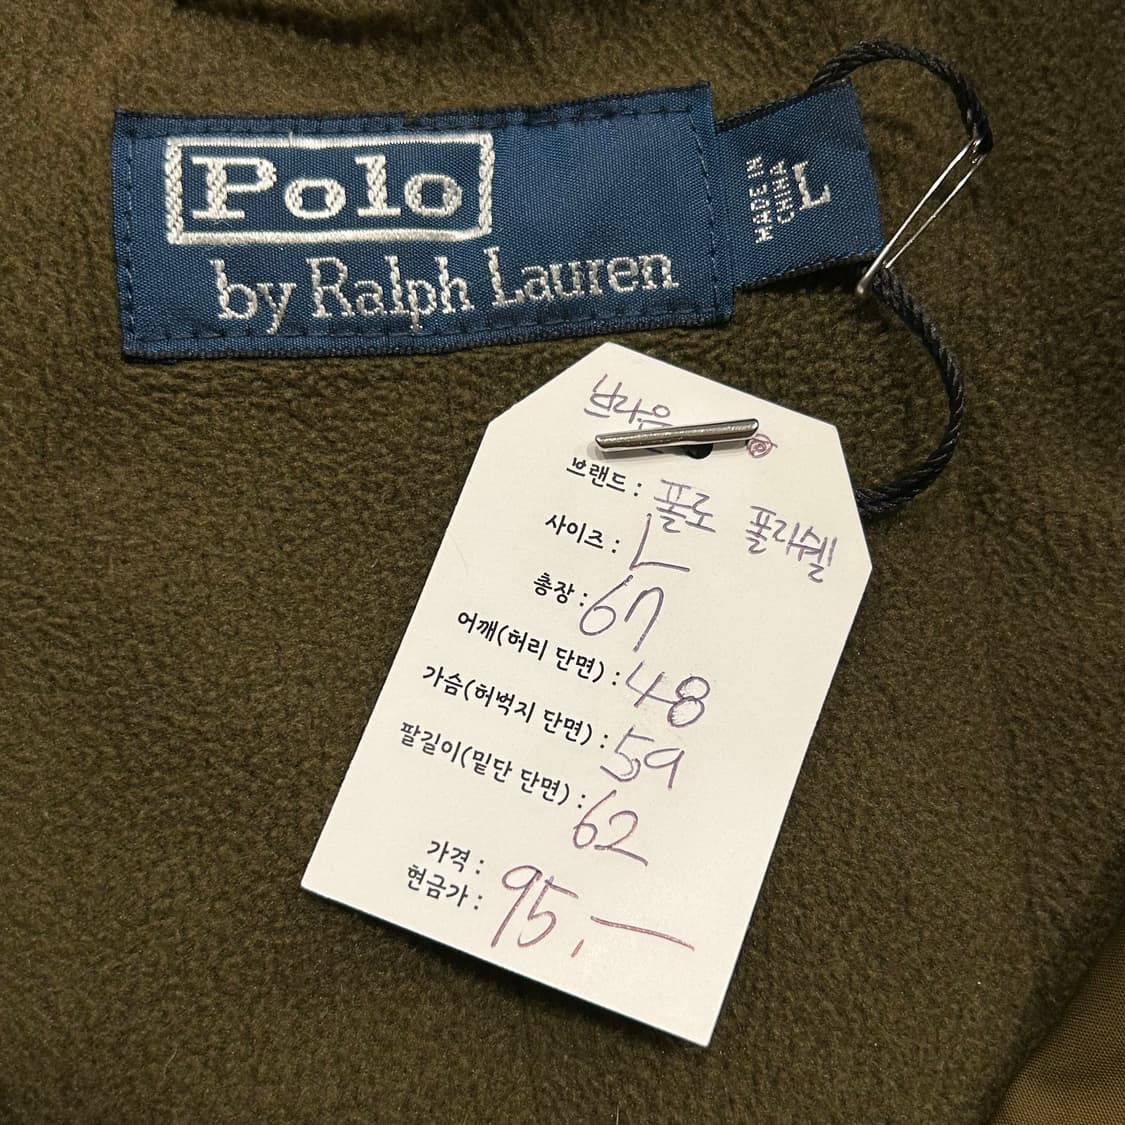 Polo
by Ralph Lauren
MADE IN
CHINA
L
브라운
브랜드 : 폴로 폴리쉘
사이즈 : L
총장 : 67
어깨(허리 단면) : 48
가슴(허벅지 단면) : 59
팔길이(밑단 단면) : 62
가격 :
현금가 : 95,—